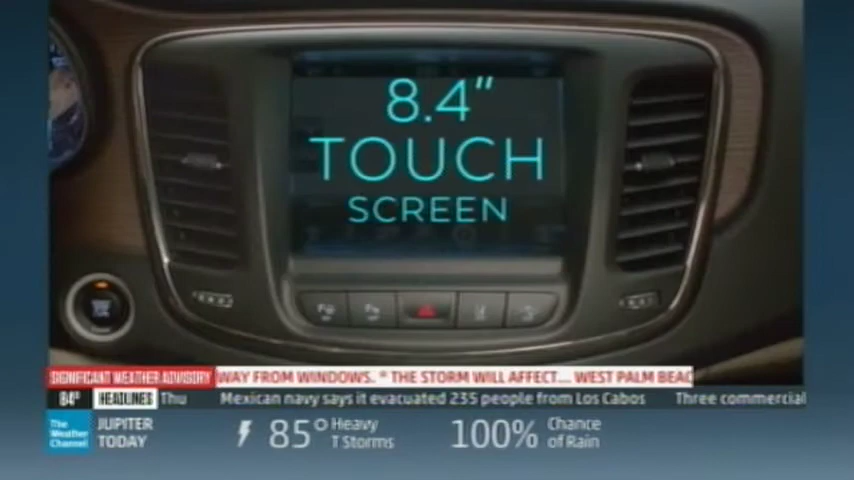 8.4"
TOUCH
SCREEN
SIGNIFICANT WEATHER ADVISORY
WAY FROM WINDOWS. * THE STORM WILL AFFECT.... WEST PALM BEAC
84°
HEADLINES
Thu
Mexican navy says it evacuated 235 people from Los Cabos
Three commercial
The
Weather
Channel
JUPITER
TODAY
85°
Heavy
T Storms
100%
Chance
of Rain